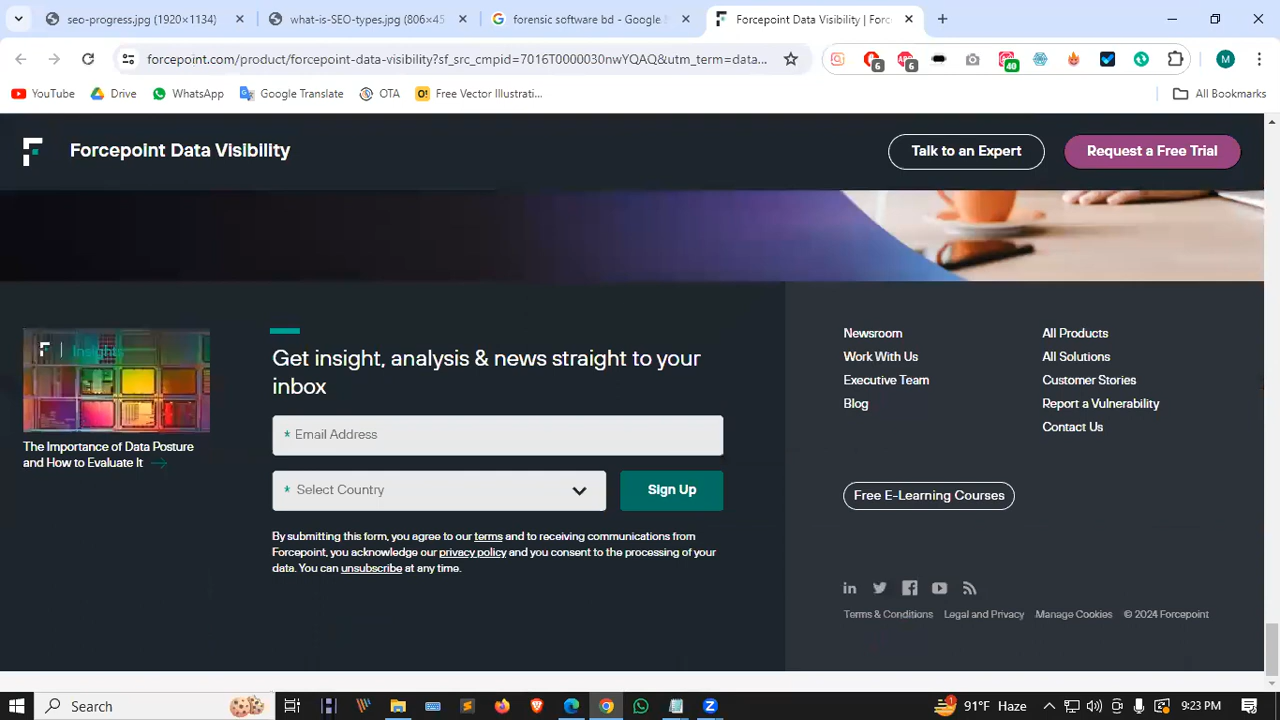 seo-progress.jpg (1920×1134)
what-is-SEO-types.jpg (806×45
forensic software bd - Google
Forcepoint Data Visibility | Forc
forcepoint.com/product/forcepoint-data-visibility?sf_src_cmpid=7016T0000030nwYQAQ&utm_term=data...
6
6
40
M
YouTube
Drive
WhatsApp
Google Translate
OTA
Free Vector Illustrati...
All Bookmarks
Forcepoint Data Visibility
Talk to an Expert
Request a Free Trial
Insights
The Importance of Data Posture
and How to Evaluate It
Get insight, analysis & news straight to your
inbox
* Email Address
* Select Country
Sign Up
By submitting this form, you agree to our terms and to receiving communications from
Forcepoint, you acknowledge our privacy policy and you consent to the processing of your
data. You can unsubscribe at any time.
Newsroom
Work With Us
Executive Team
Blog
All Products
All Solutions
Customer Stories
Report a Vulnerability
Contact Us
Free E-Learning Courses
Terms & Conditions Legal and Privacy Manage Cookies © 2024 Forcepoint
Search
1
91°F Haze
9:23 PM